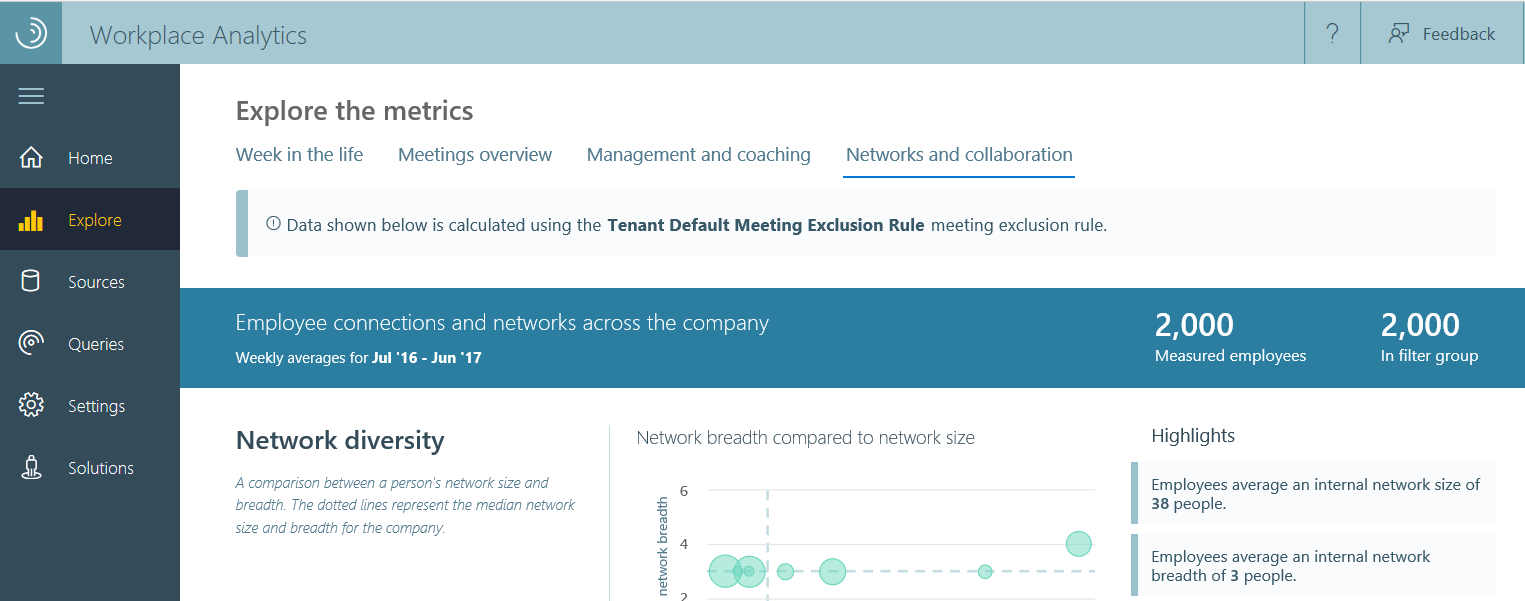 Workplace Analytics
?
Feedback
Home
Explore
Sources
Queries
Settings
Solutions
Explore the metrics
Week in the life
Meetings overview
Management and coaching
Networks and collaboration
Data shown below is calculated using the Tenant Default Meeting Exclusion Rule meeting exclusion rule.
Employee connections and networks across the company
Weekly averages for Jul '16 - Jun '17
2,000
Measured employees
2,000
In filter group
Network diversity
A comparison between a person's network size and
breadth. The dotted lines represent the median network
size and breadth for the company.
Network breadth compared to network size
network breadth
6
4
2
Highlights
Employees average an internal network size of
38 people.
Employees average an internal network
breadth of 3 people.